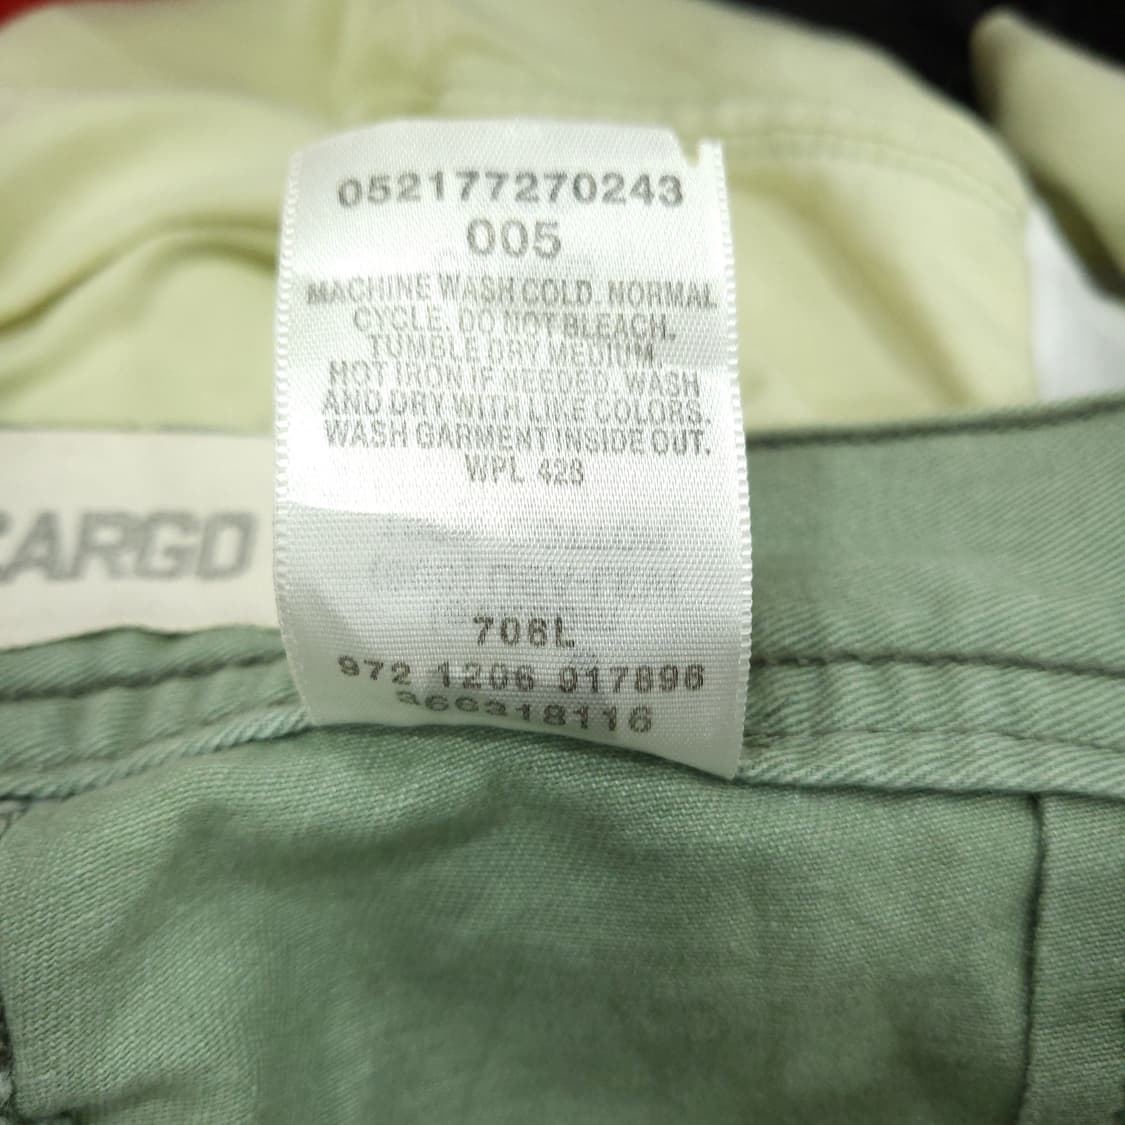 052177270243
005
MACHINE WASH COLD. NORMAL
CYCLE. DO NOT BLEACH.
TUMBLE DRY MEDIUM.
HOT IRON IF NEEDED. WASH
AND DRY WITH LIKE COLORS.
WASH GARMENT INSIDE OUT.
WPL 423
CARGO
706L
972 1206 917896
366318116